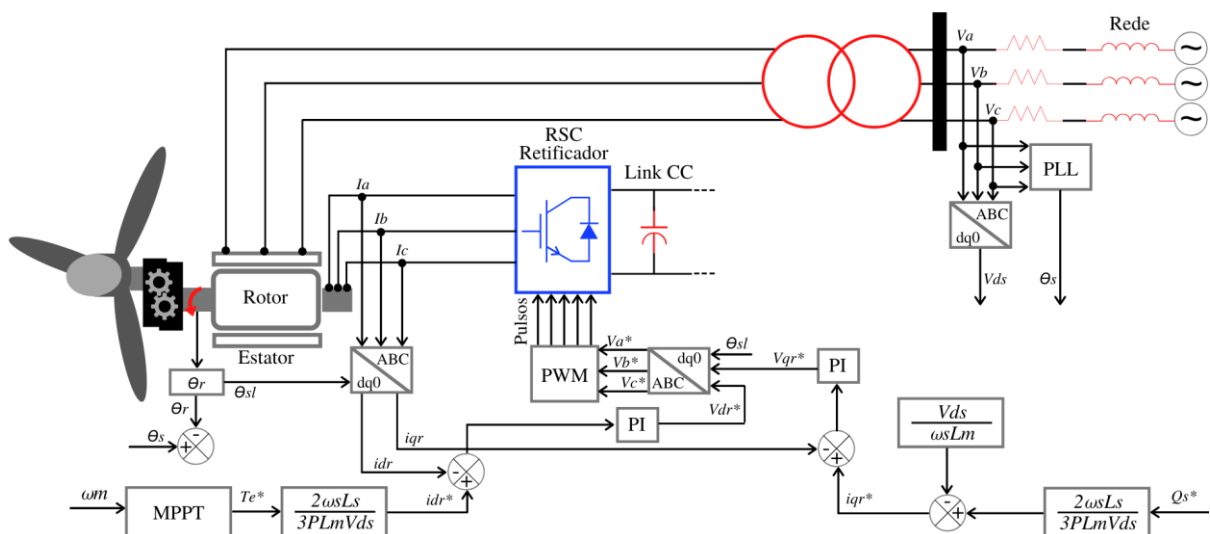 Va
Rede
Vb
Vc
RSC
Retificador
Link CC
PLL
ABC
dq0
Vds
θs
Ia
Ib
Ic
Rotor
Estator
Pulsos
ABC
dq0
θr
θsl
θr
θs
PWM
Va*
Vb*
Vc*
dq0
ABC
θsl
Vqr*
PI
Vdr*
PI
iqr
idr
Vds
ωsLm
ωm
MPPT
Te*
2ωsLs
3PLmVds
idr*
iqr*
2ωsLs
3PLmVds
Qs*